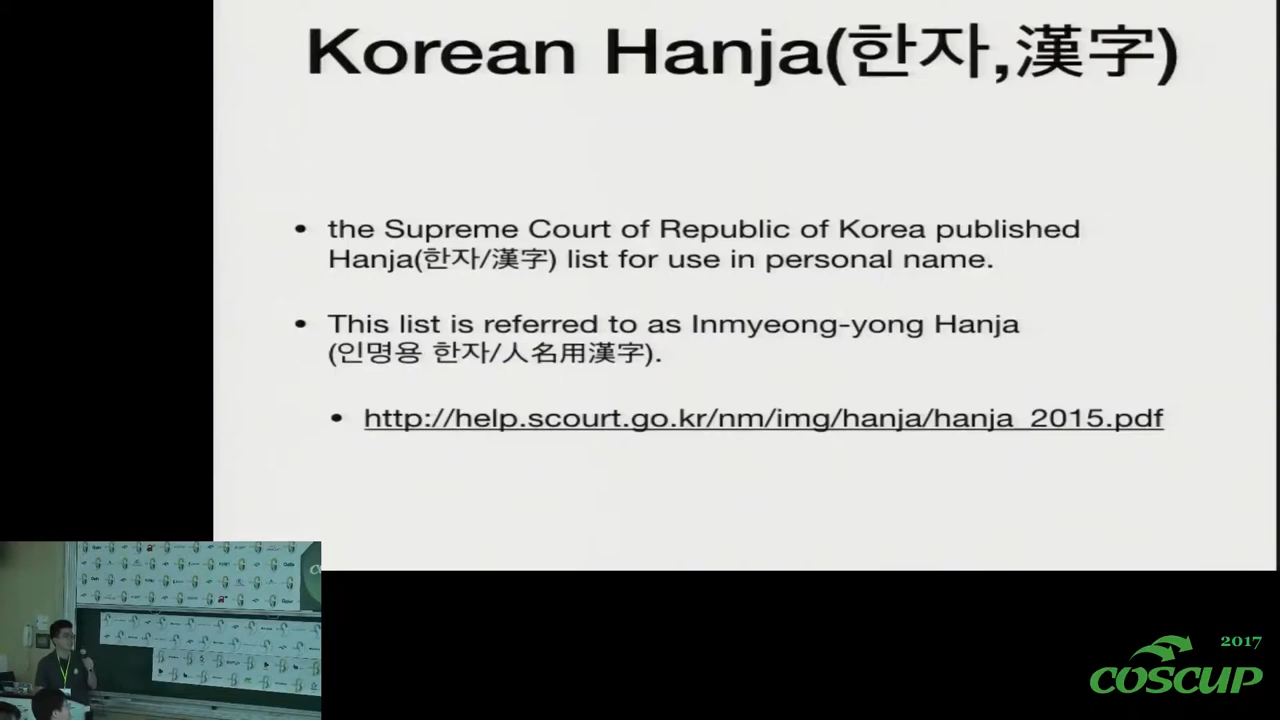 Korean Hanja(한자,漢字)
• the Supreme Court of Republic of Korea published
Hanja(한자/漢字) list for use in personal name.
• This list is referred to as Inmyeong-yong Hanja
(인명용 한자/人名用漢字).
• http://help.scourt.go.kr/nm/img/hanja/hanja_2015.pdf
2017
COSCUP